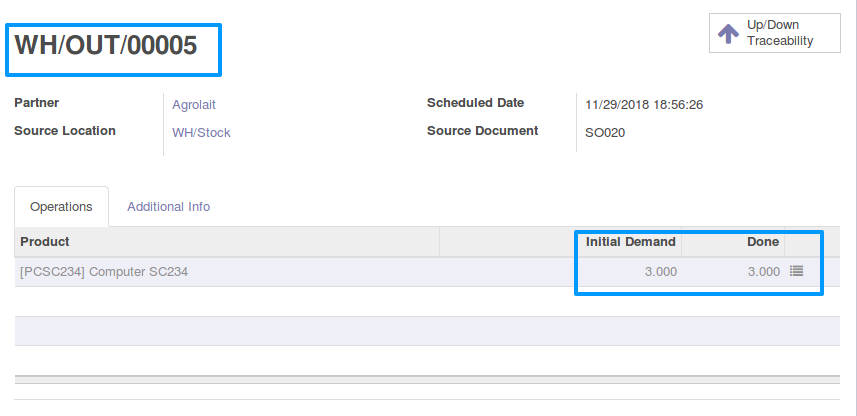 WH/OUT/00005
Up/Down
Traceability
Partner Agrolait Scheduled Date 11/29/2018 18:56:26
Source Location WH/Stock Source Document SO020
Operations Additional Info
Product Initial Demand Done
[PCSC234] Computer SC234 3.000 3.000